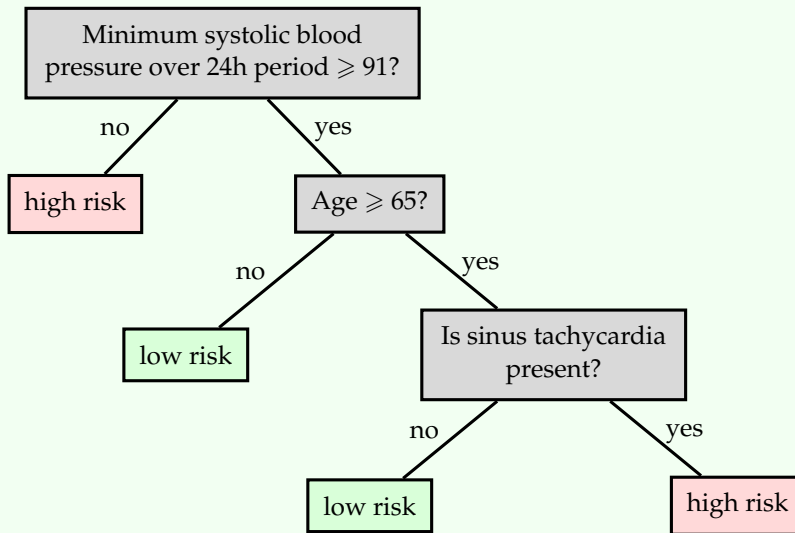 Minimum systolic blood
pressure over 24h period ⩾ 91?
no
yes
high risk
Age ⩾ 65?
no
yes
low risk
Is sinus tachycardia
present?
no
yes
low risk
high risk